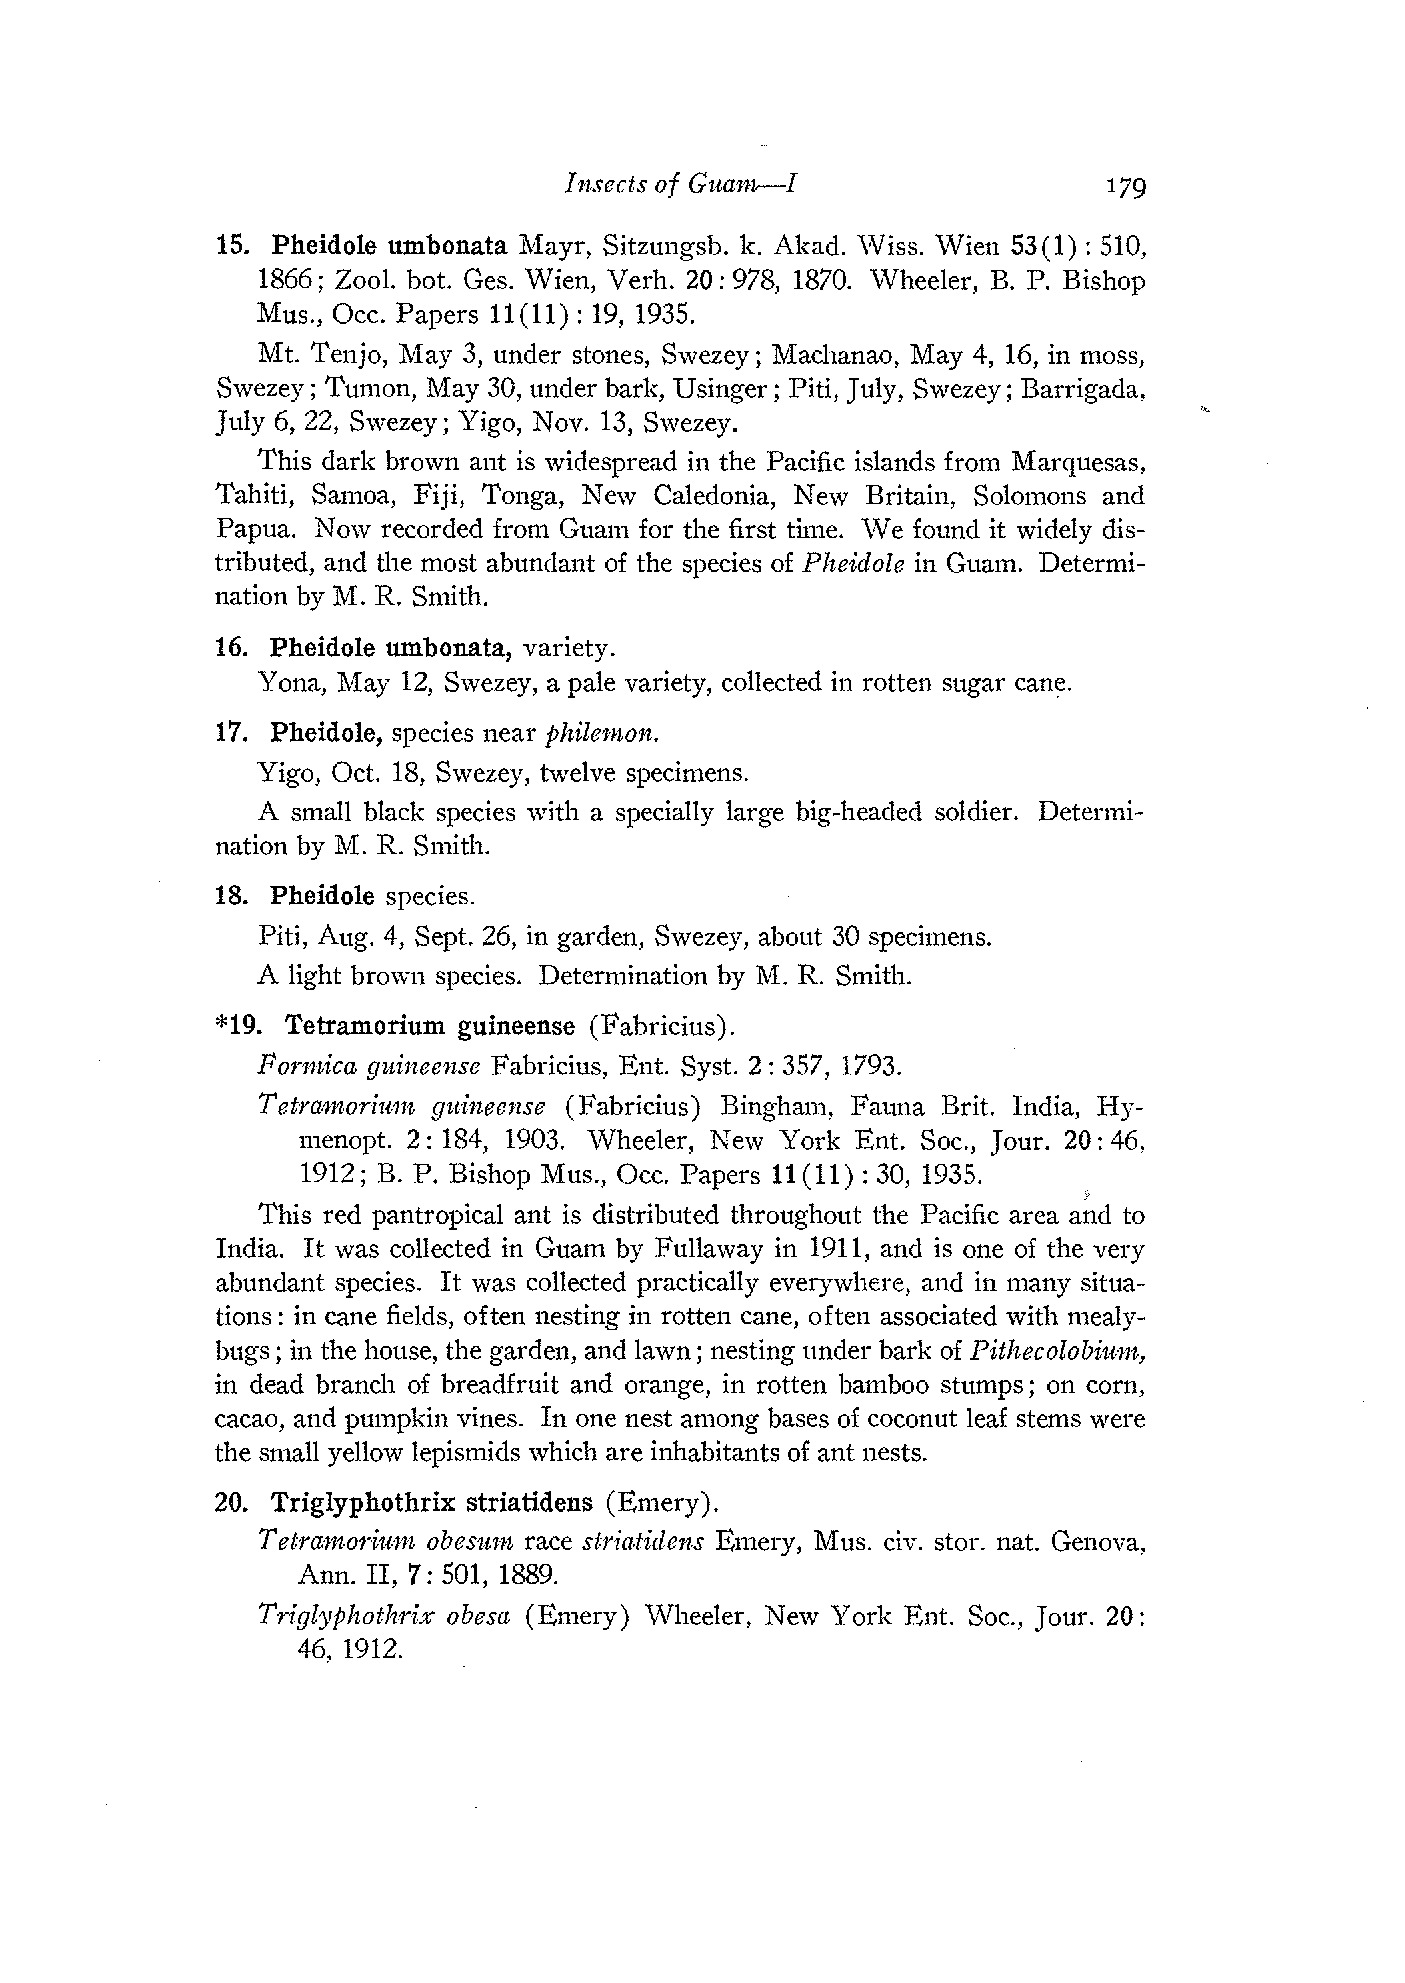 Insects of Guam—I 179
15. Pheidole umbonata Mayr, Sitzungsb. k. Akad. Wiss. Wien 53(1) : 510,
1866; Zool. bot. Ges. Wien, Verh. 20 : 978, 1870. Wheeler, B. P. Bishop
Mus., Occ. Papers 11(11) : 19, 1935.
Mt. Tenjo, May 3, under stones, Swezey; Machanao, May 4, 16, in moss,
Swezey; Tumon, May 30, under bark, Usinger; Piti, July, Swezey; Barrigada,
July 6, 22, Swezey; Yigo, Nov. 13, Swezey.
This dark brown ant is widespread in the Pacific islands from Marquesas,
Tahiti, Samoa, Fiji, Tonga, New Caledonia, New Britain, Solomons and
Papua. Now recorded from Guam for the first time. We found it widely dis-
tributed, and the most abundant of the species of Pheidole in Guam. Determi-
nation by M. R. Smith.
16. Pheidole umbonata, variety.
Yona, May 12, Swezey, a pale variety, collected in rotten sugar cane.
17. Pheidole, species near philemon.
Yigo, Oct. 18, Swezey, twelve specimens.
A small black species with a specially large big-headed soldier. Determi-
nation by M. R. Smith.
18. Pheidole species.
Piti, Aug. 4, Sept. 26, in garden, Swezey, about 30 specimens.
A light brown species. Determination by M. R. Smith.
*19. Tetramorium guineense (Fabricius).
Formica guineense Fabricius, Ent. Syst. 2 : 357, 1793.
Tetramorium guineense (Fabricius) Bingham, Fauna Brit. India, Hy-
menopt. 2 : 184, 1903. Wheeler, New York Ent. Soc., Jour. 20 : 46,
1912; B. P. Bishop Mus., Occ. Papers 11(11) : 30, 1935.
This red pantropical ant is distributed throughout the Pacific area and to
India. It was collected in Guam by Fullaway in 1911, and is one of the very
abundant species. It was collected practically everywhere, and in many situa-
tions : in cane fields, often nesting in rotten cane, often associated with mealy-
bugs; in the house, the garden, and lawn; nesting under bark of Pithecolobium,
in dead branch of breadfruit and orange, in rotten bamboo stumps; on corn,
cacao, and pumpkin vines. In one nest among bases of coconut leaf stems were
the small yellow lepismids which are inhabitants of ant nests.
20. Triglyphothrix striatidens (Emery).
Tetramorium obesum race striatidens Emery, Mus. civ. stor. nat. Genova,
Ann. II, 7 : 501, 1889.
Triglyphothrix obesa (Emery) Wheeler, New York Ent. Soc., Jour. 20 :
46, 1912.